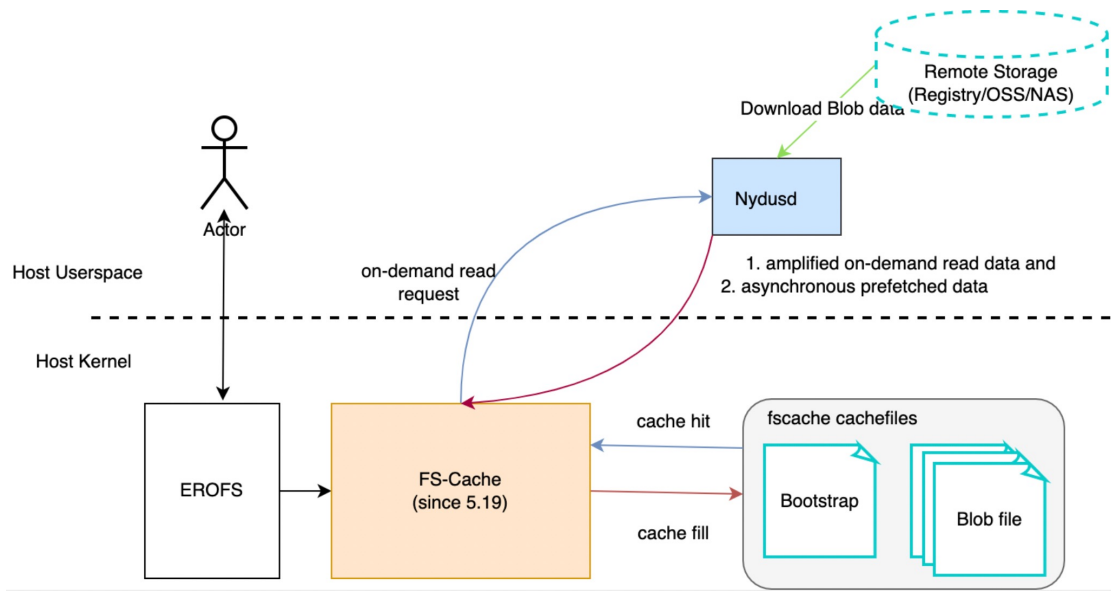 Remote Storage
(Registry/OSS/NAS)
Download Blob data
Nydusd
Actor
Host Userspace
on-demand read
request
1. amplified on-demand read data and
2. asynchronous prefetched data
Host Kernel
EROFS
FS-Cache
(since 5.19)
cache hit
cache fill
fscache cachefiles
Bootstrap
Blob file